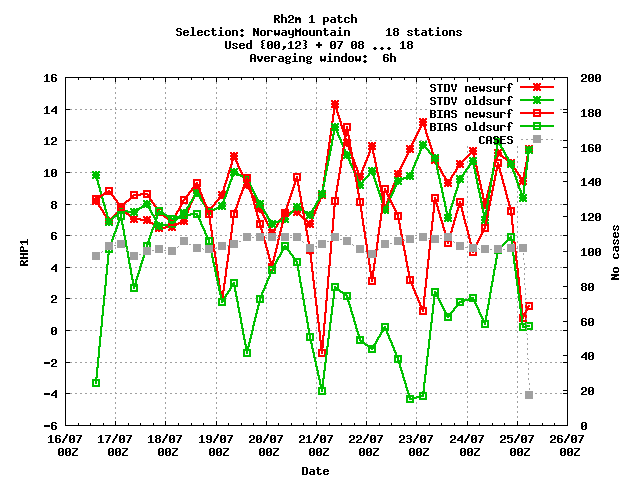 Rh2m 1 patch
Selection: NorwayMountain 18 stations
Used {00,12} + 07 08 ... 18
Averaging window: 6h
STDV newsurf
STDV oldsurf
BIAS newsurf
BIAS oldsurf
CASES
16
14
12
10
8
6
4
2
0
-2
-4
-6
RHP1
200
180
160
140
120
100
80
60
40
20
0
No cases
16/07 17/07 18/07 19/07 20/07 21/07 22/07 23/07 24/07 25/07 26/07
00Z 00Z 00Z 00Z 00Z 00Z 00Z 00Z 00Z 00Z 00Z
Date